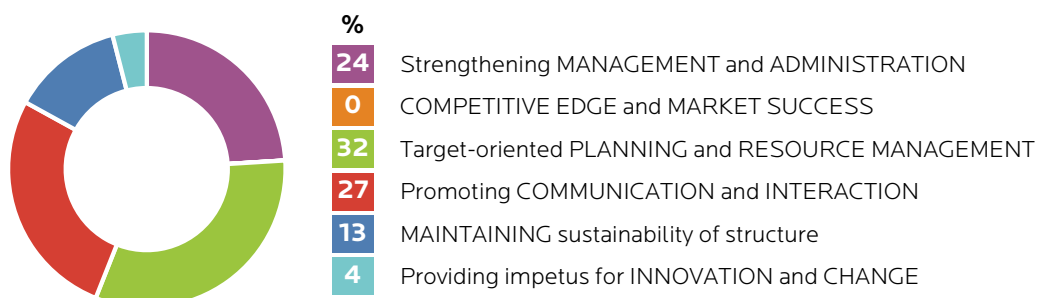 %
24 Strengthening MANAGEMENT and ADMINISTRATION
0 COMPETITIVE EDGE and MARKET SUCCESS
32 Target-oriented PLANNING and RESOURCE MANAGEMENT
27 Promoting COMMUNICATION and INTERACTION
13 MAINTAINING sustainability of structure
4 Providing impetus for INNOVATION and CHANGE